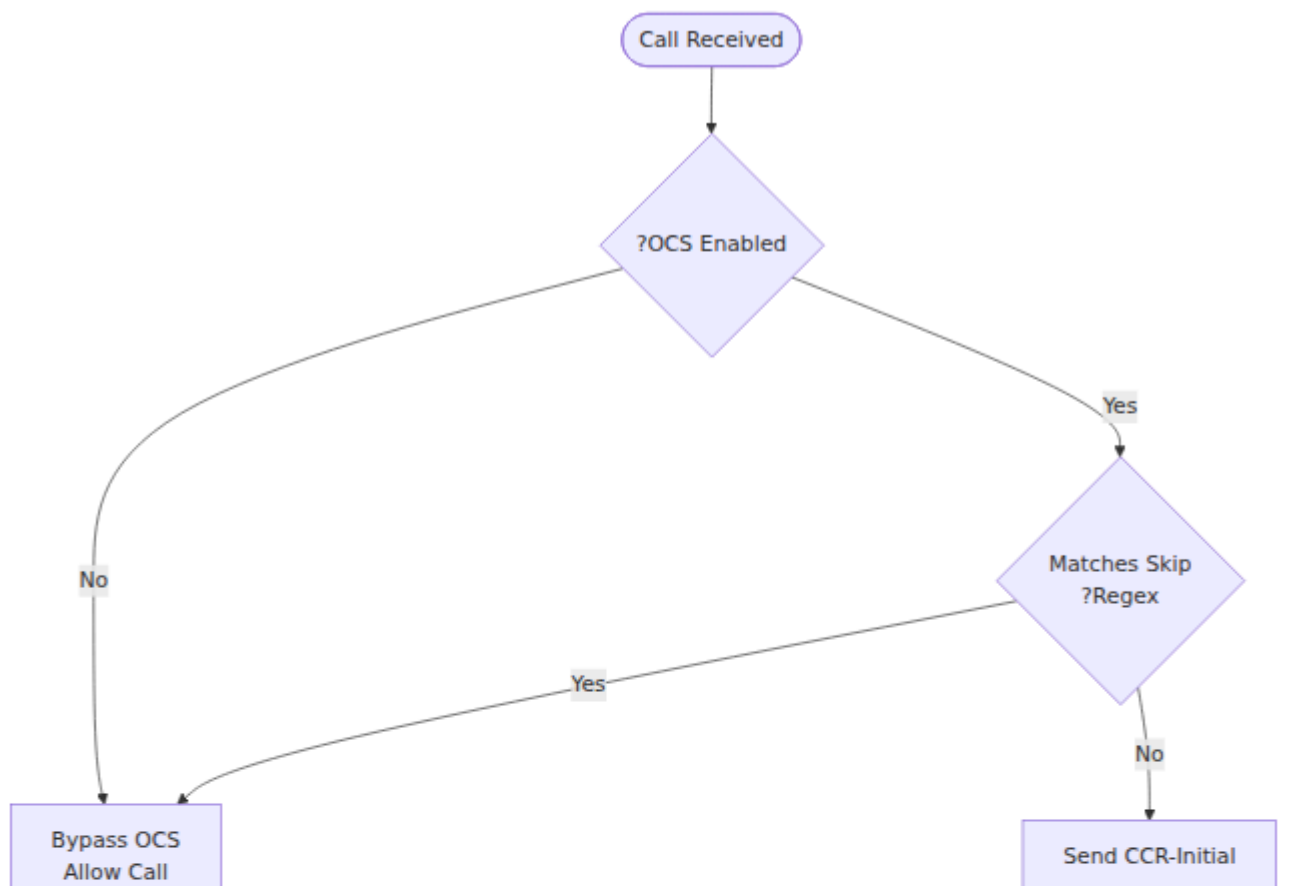 Call Received
?OCS Enabled
Yes
Matches Skip
?Regex
No
Yes
No
Bypass OCS
Allow Call
Send CCR-Initial